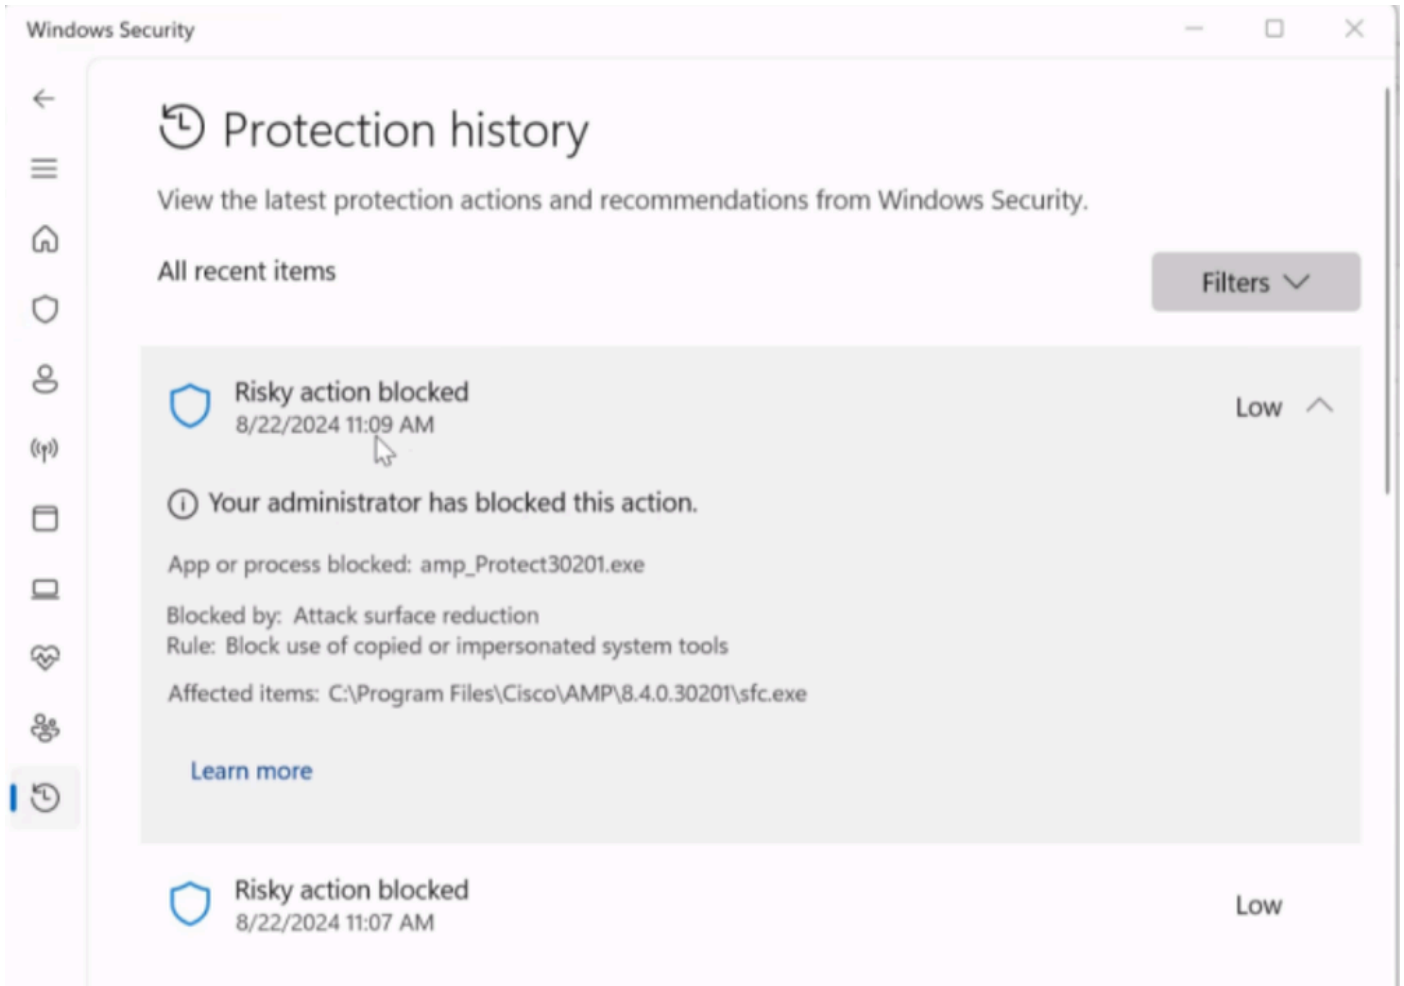 Windows Security
Protection history
View the latest protection actions and recommendations from Windows Security.
All recent items
Filters
Risky action blocked
Low
8/22/2024 11:09 AM
Your administrator has blocked this action.
App or process blocked: amp_Protect30201.exe
Blocked by: Attack surface reduction
Rule: Block use of copied or impersonated system tools
Affected items: C:\Program Files\Cisco\AMP\8.4.0.30201\sfc.exe
Learn more
Risky action blocked
Low
8/22/2024 11:07 AM